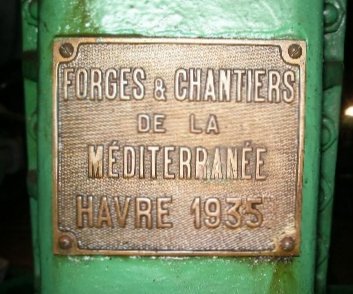 FORGES & CHANTIERS
DE LA
MÉDITERRANÉE
HAVRE 1935